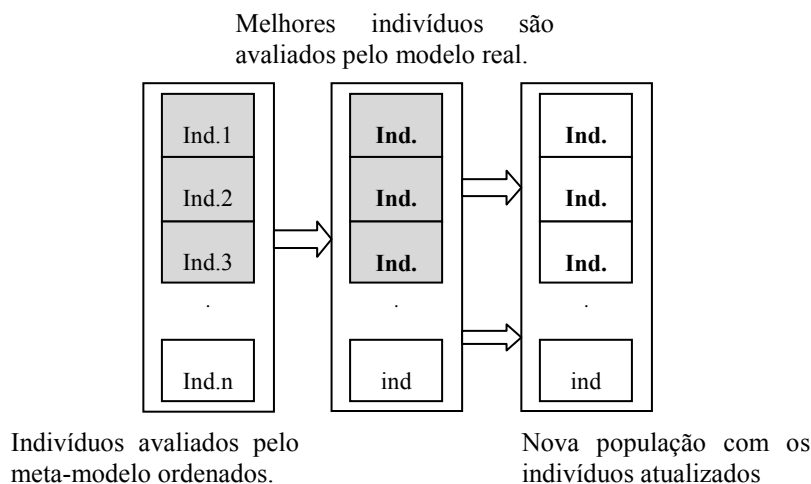 Melhores indivíduos são
avaliados pelo modelo real.
Ind.1
Ind.2
Ind.3
.
Ind.n
Ind.
Ind.
Ind.
.
ind
Ind.
Ind.
Ind.
.
ind
Indivíduos avaliados pelo
meta-modelo ordenados.
Nova população com os
indivíduos atualizados